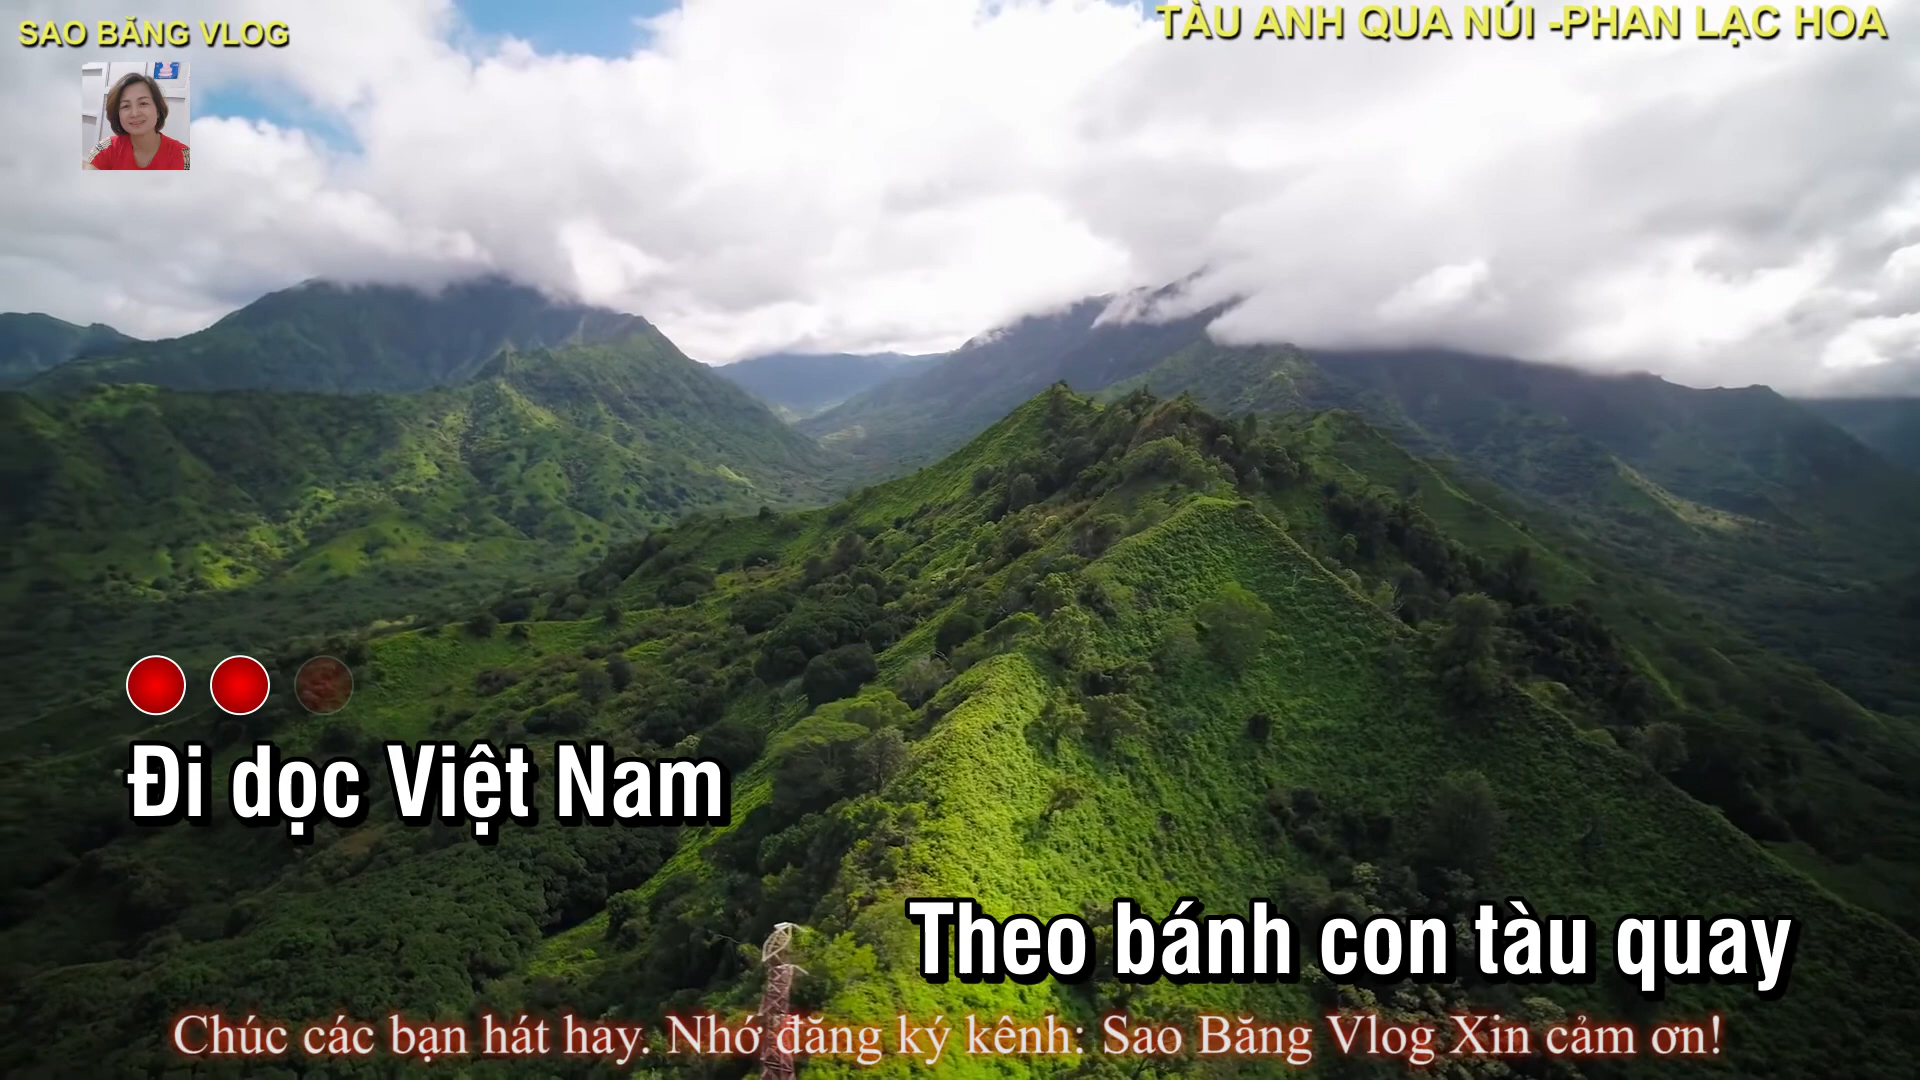 SAO BĂNG VLOG
TÀU ANH QUA NÚI -PHAN LẠC HOA
Đi dọc Việt Nam
Theo bánh con tàu quay
Chúc các bạn hát hay. Nhớ đăng ký kênh: Sao Băng Vlog Xin cảm ơn!